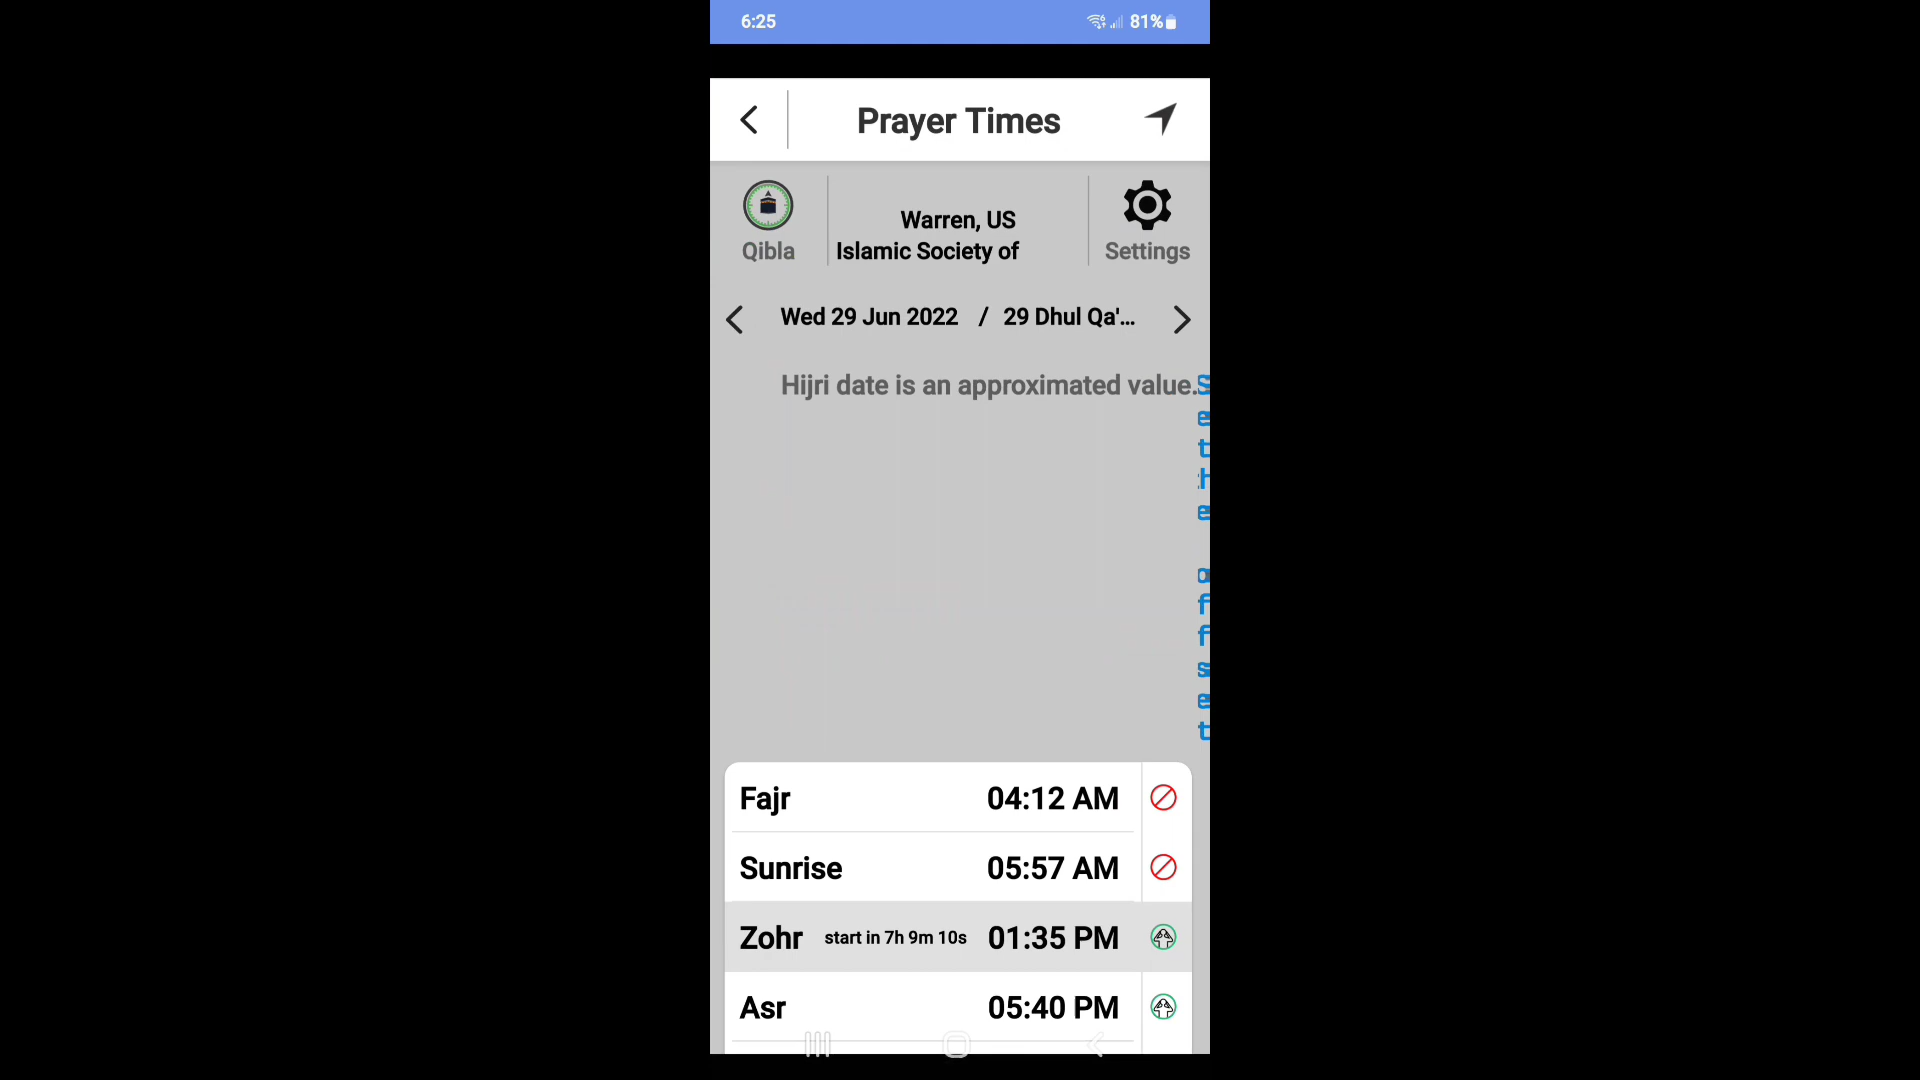 6:25
81%
Prayer Times
Qibla
Warren, US
Islamic Society of
Settings
Wed 29 Jun 2022 / 29 Dhul Qa'...
Hijri date is an approximated value.
S
e
t
h
e
o
f
f
s
e
t
Fajr 04:12 AM
Sunrise 05:57 AM
Zohr start in 7h 9m 10s 01:35 PM
Asr 05:40 PM